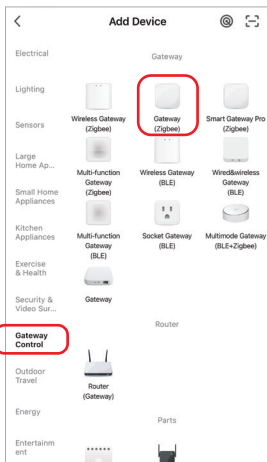 Add Device
Electrical
Lighting
Sensors
Large
Home Ap...
Small Home
Appliances
Kitchen
Appliances
Exercise
& Health
Security &
Video Sur...
Gateway
Control
Outdoor
Travel
Energy
Entertainm
ent
Gateway
Wireless Gateway
(Zigbee)
Gateway
(Zigbee)
Smart Gateway Pro
(Zigbee)
Multi-function
Gateway
(Zigbee)
Wireless Gateway
(BLE)
Wired&wireless
Gateway
(BLE)
Multi-function
Gateway
(BLE)
Socket Gateway
(BLE)
Multimode Gateway
(BLE+Zigbee)
Gateway
Router
Router
(Gateway)
Parts